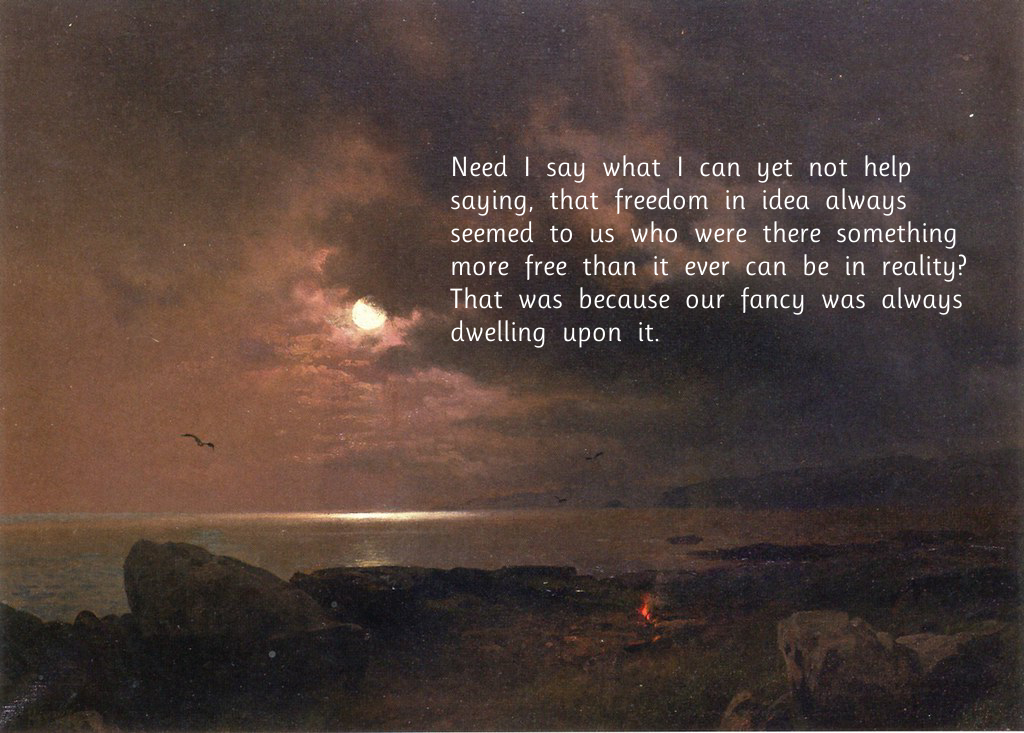 Need I say what I can yet not help
saying, that freedom in idea always
seemed to us who were there something
more free than it ever can be in reality?
That was because our fancy was always
dwelling upon it.